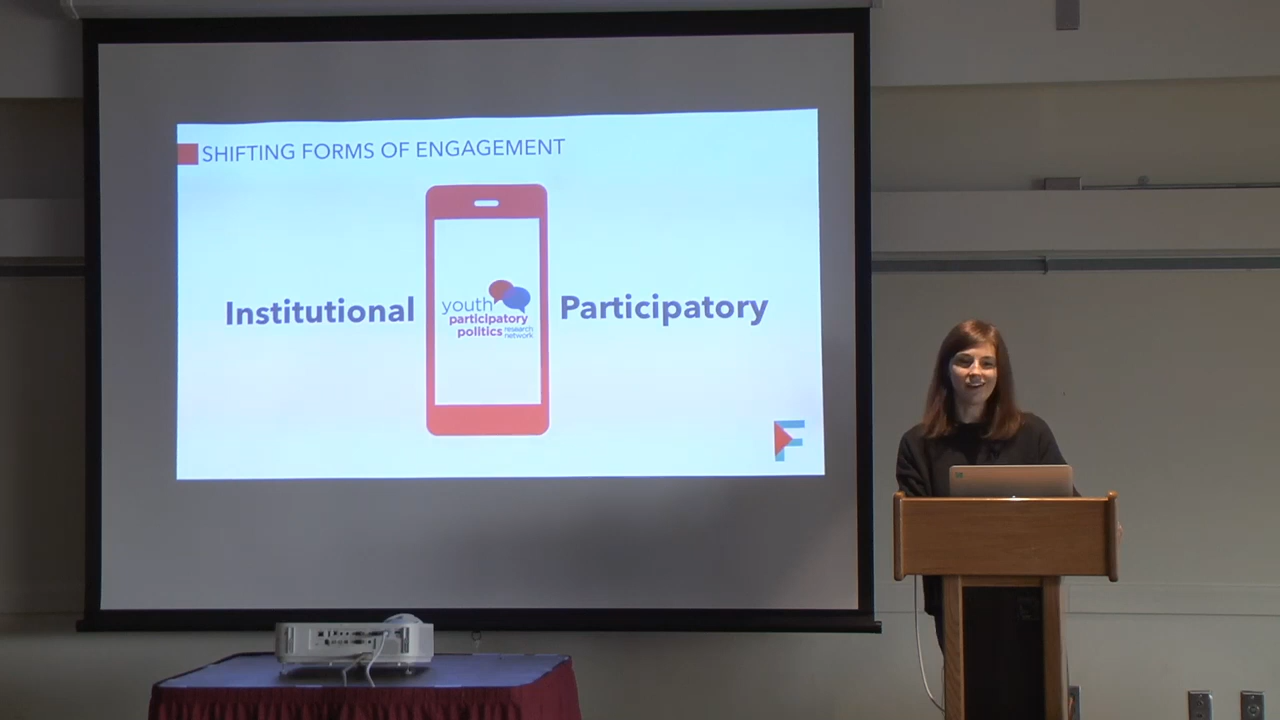 SHIFTING FORMS OF ENGAGEMENT
Institutional
youth
participatory
politics research
network
Participatory
F